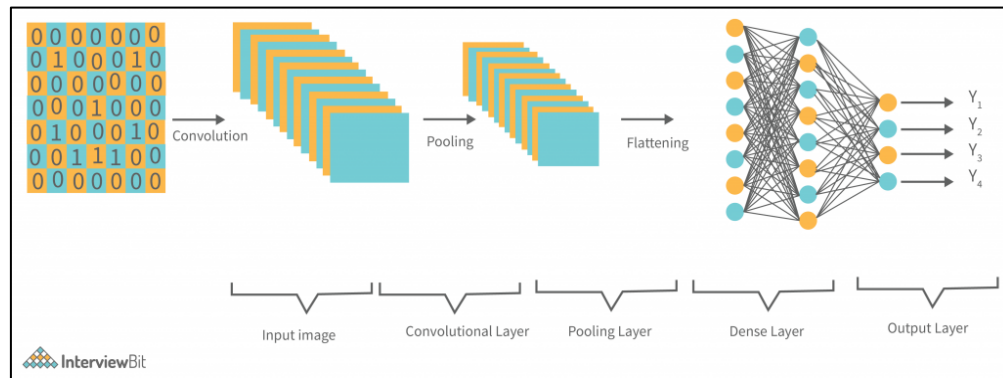 0 0 0 0 0 0 0
0 1 0 0 0 1 0
0 0 0 0 0 0 0
0 0 0 1 0 0 0
0 1 0 0 0 1 0
0 0 1 1 1 0 0
0 0 0 0 0 0 0
Convolution
Pooling
Flattening
Y1
Y2
Y3
Y4
Input image
Convolutional Layer
Pooling Layer
Dense Layer
Output Layer
InterviewBit